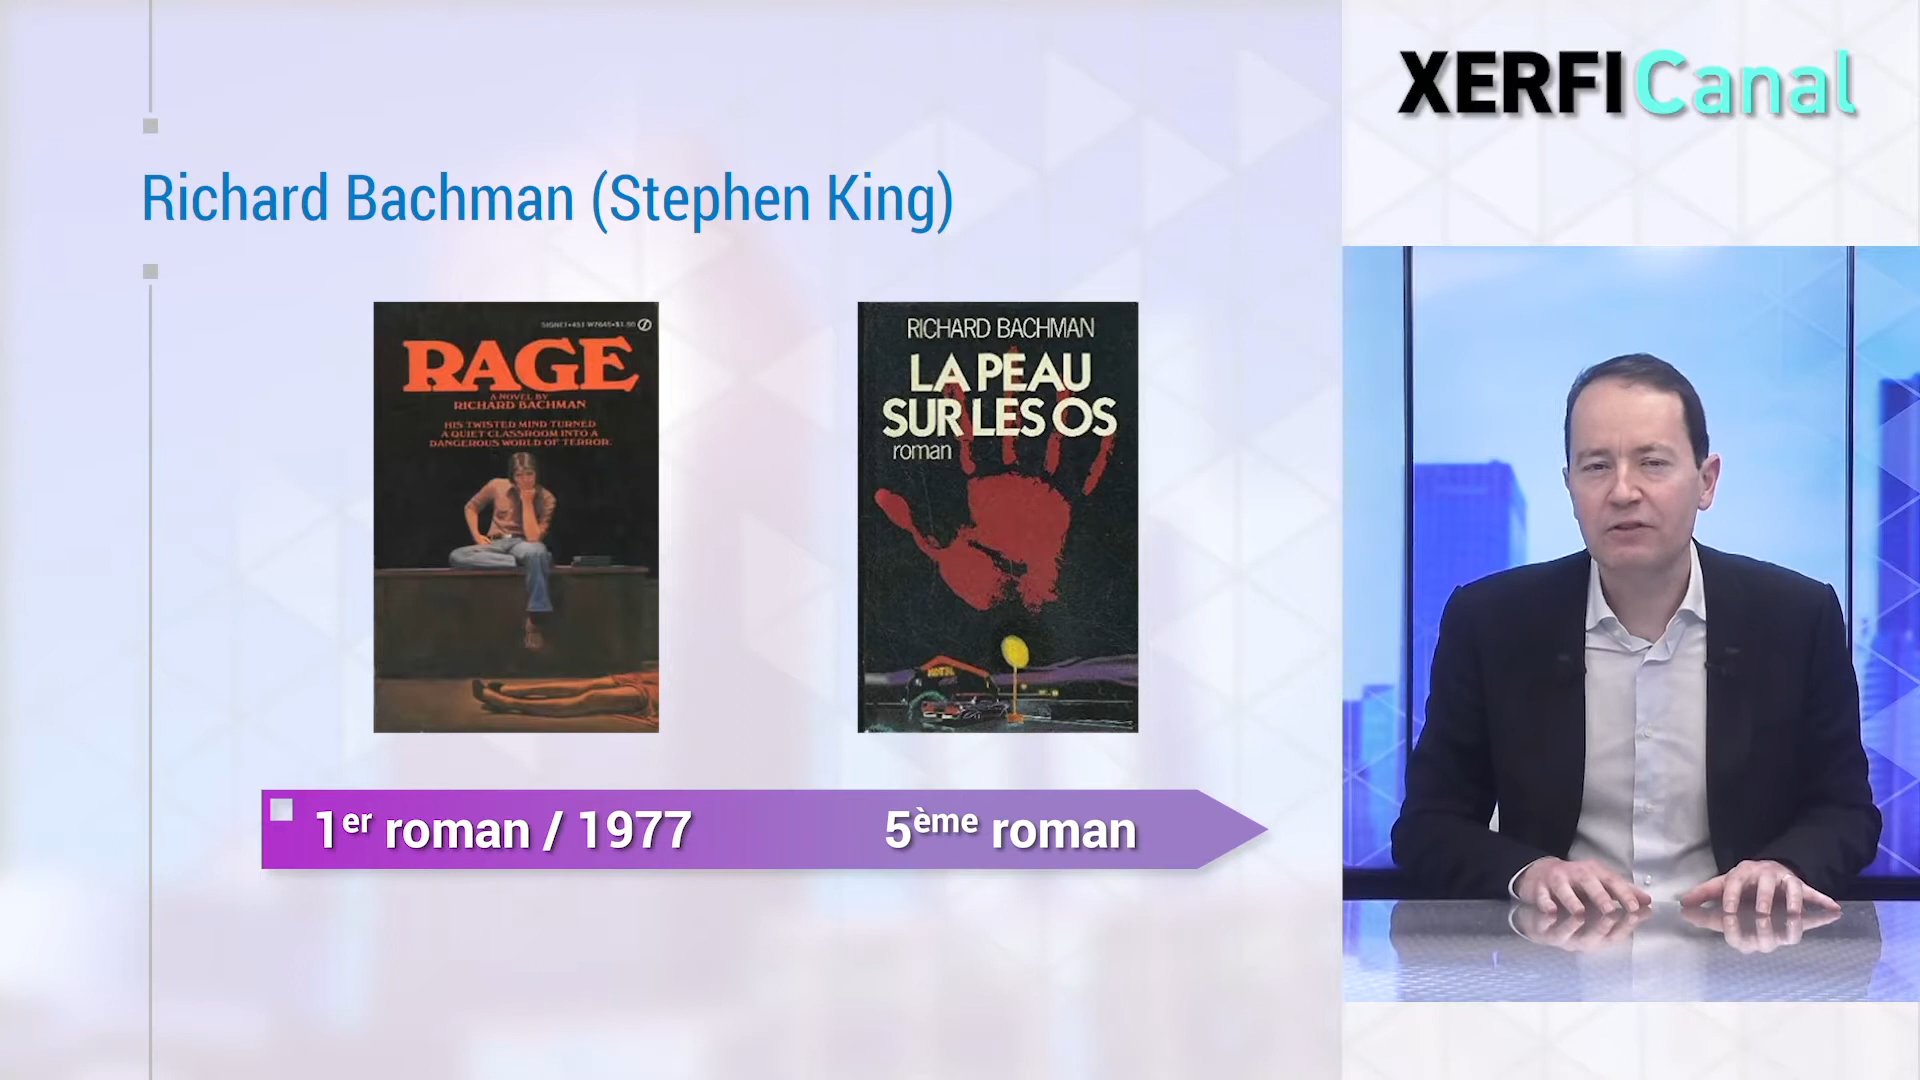 XERFI Canal
Richard Bachman (Stephen King)
SIGNET•451-W7645•$1.50
RAGE
A NOVEL BY
RICHARD BACHMAN
HIS TWISTED MIND TURNED
A QUIET CLASSROOM INTO A
DANGEROUS WORLD OF TERROR.
RICHARD BACHMAN
LA PEAU
SUR LES OS
roman
MOTEL
1er roman / 1977
5ème roman